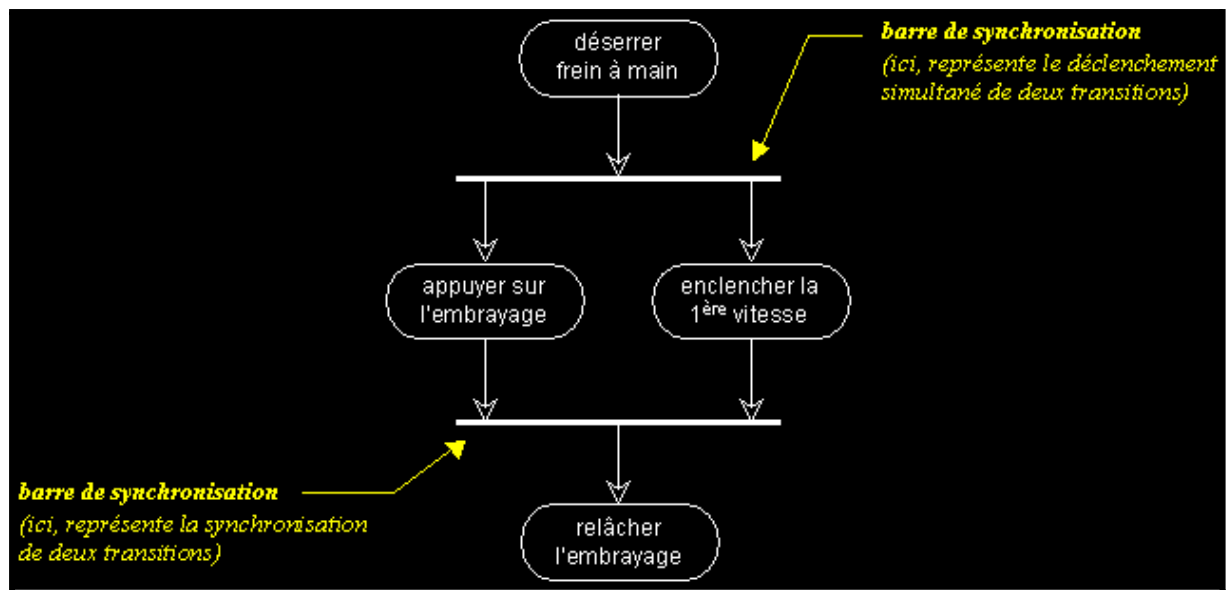 déserrer
frein à main
barre de synchronisation
(ici, représente le déclenchement
simultané de deux transitions)
appuyer sur
l'embrayage
enclencher la
1ère vitesse
barre de synchronisation
(ici, représente la synchronisation
de deux transitions)
relâcher
l'embrayage